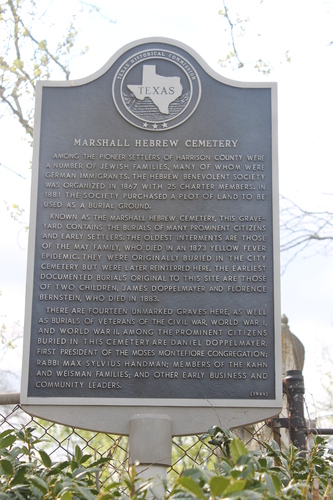 TEXAS HISTORICAL COMMISSION
TEXAS
MARSHALL HEBREW CEMETERY
AMONG THE PIONEER SETTLERS OF HARRISON COUNTY WERE
A NUMBER OF JEWISH FAMILIES, MANY OF WHOM WERE
GERMAN IMMIGRANTS. THE HEBREW BENEVOLENT SOCIETY
WAS ORGANIZED IN 1867 WITH 25 CHARTER MEMBERS. IN
1881 THE SOCIETY PURCHASED A PLOT OF LAND TO BE
USED AS A BURIAL GROUND.
KNOWN AS THE MARSHALL HEBREW CEMETERY, THIS GRAVE-
YARD CONTAINS THE BURIALS OF MANY PROMINENT CITIZENS
AND EARLY SETTLERS. THE OLDEST INTERMENTS ARE THOSE
OF THE MAY FAMILY, WHO DIED IN AN 1873 YELLOW FEVER
EPIDEMIC. THEY WERE ORIGINALLY BURIED IN THE CITY
CEMETERY BUT WERE LATER REINTERRED HERE. THE EARLIEST
DOCUMENTED BURIALS ORIGINAL TO THIS SITE ARE THOSE
OF TWO CHILDREN, JAMES DOPPELMAYER AND FLORENCE
BERNSTEIN, WHO DIED IN 1883.
THERE ARE FOURTEEN UNMARKED GRAVES HERE, AS WELL
AS BURIALS OF VETERANS OF THE CIVIL WAR, WORLD WAR I,
AND WORLD WAR II. AMONG THE PROMINENT CITIZENS
BURIED IN THIS CEMETERY ARE DANIEL DOPPELMAYER,
FIRST PRESIDENT OF THE MOSES MONTEFIORE CONGREGATION;
RABBI MAX SYLVIUS HANDMAN; MEMBERS OF THE KAHN
AND WEISMAN FAMILIES; AND OTHER EARLY BUSINESS AND
COMMUNITY LEADERS.